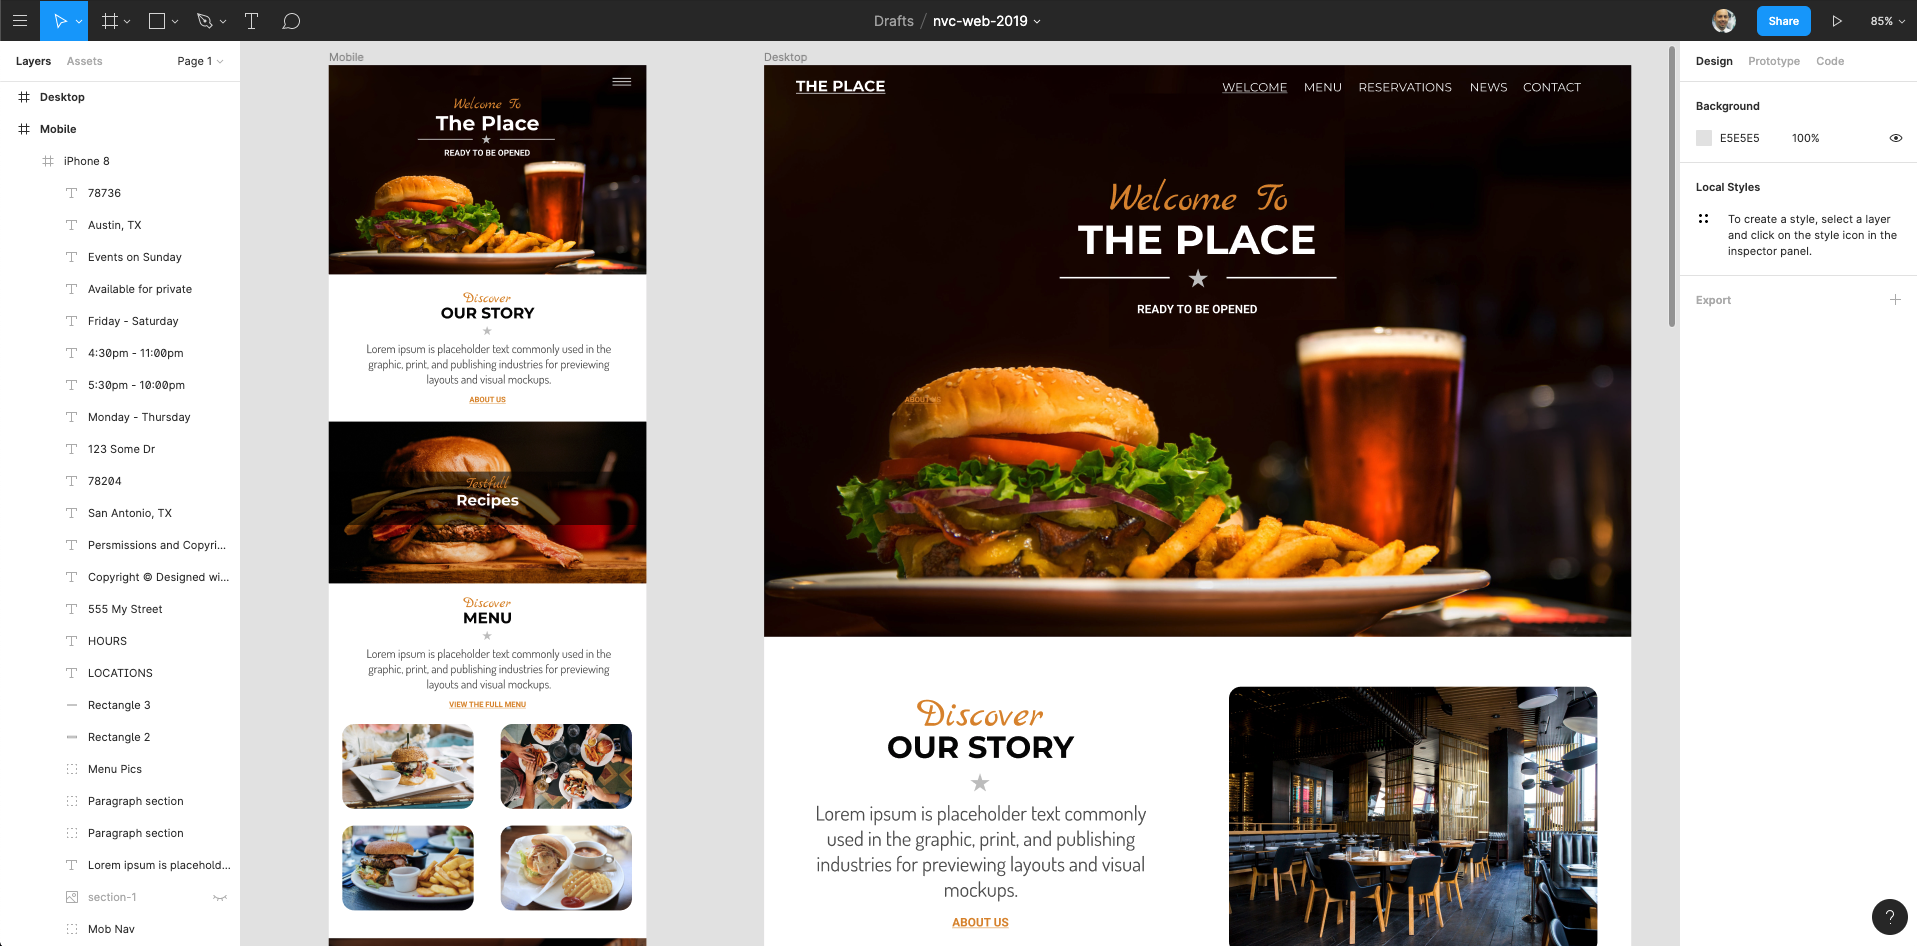 Drafts / nvc-web-2019
Share
85%
Layers
Assets
Page 1
Desktop
Mobile
iPhone 8
78736
Austin, TX
Events on Sunday
Available for private
Friday - Saturday
4:30pm - 11:00pm
5:30pm - 10:00pm
Monday - Thursday
123 Some Dr
78204
San Antonio, TX
Persmissions and Copyri...
Copyright © Designed wi...
555 My Street
HOURS
LOCATIONS
Rectangle 3
Rectangle 2
Menu Pics
Paragraph section
Paragraph section
Lorem ipsum is placehold...
section-1
Mob Nav
Mobile
Welcome To
The Place
READY TO BE OPENED
Discover
OUR STORY
Lorem ipsum is placeholder text commonly used in the
graphic, print, and publishing industries for previewing
layouts and visual mockups.
ABOUT US
Testfull
Recipes
Discover
MENU
Lorem ipsum is placeholder text commonly used in the
graphic, print, and publishing industries for previewing
layouts and visual mockups.
VIEW THE FULL MENU
Desktop
THE PLACE
WELCOME
MENU
RESERVATIONS
NEWS
CONTACT
Welcome To
THE PLACE
READY TO BE OPENED
ABOUT US
Discover
OUR STORY
Lorem ipsum is placeholder text commonly
used in the graphic, print, and publishing
industries for previewing layouts and visual
mockups.
ABOUT US
Design
Prototype
Code
Background
E5E5E5
100%
Local Styles
To create a style, select a layer
and click on the style icon in the
inspector panel.
Export
?